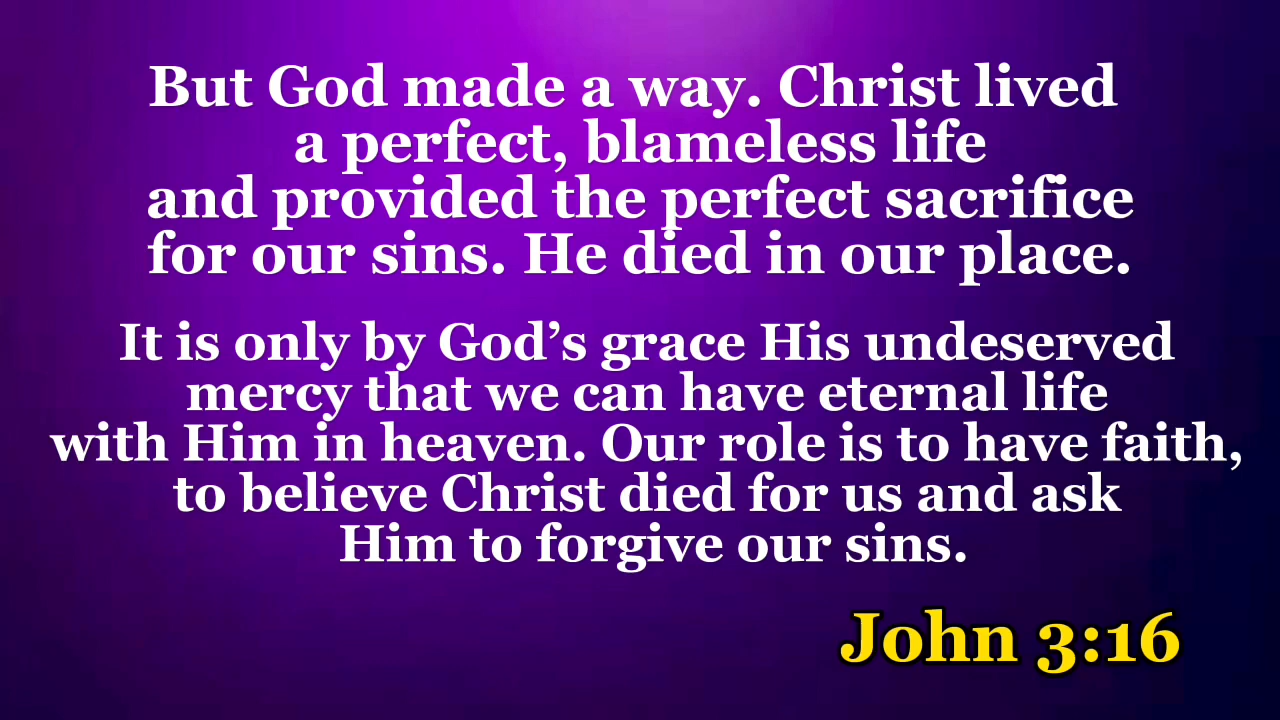 But God made a way. Christ lived
a perfect, blameless life
and provided the perfect sacrifice
for our sins. He died in our place.
It is only by God’s grace His undeserved
mercy that we can have eternal life
with Him in heaven. Our role is to have faith,
to believe Christ died for us and ask
Him to forgive our sins.
John 3:16